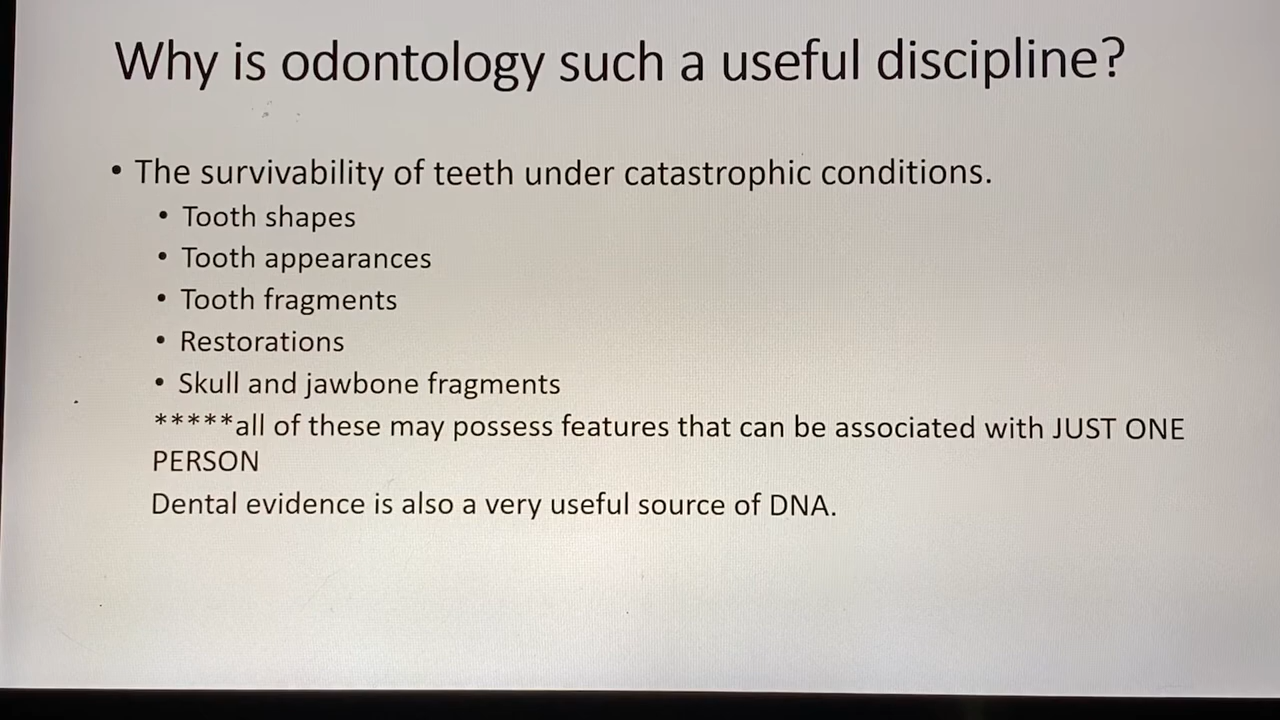 Why is odontology such a useful discipline?
• The survivability of teeth under catastrophic conditions.
• Tooth shapes
• Tooth appearances
• Tooth fragments
• Restorations
• Skull and jawbone fragments
*****all of these may possess features that can be associated with JUST ONE
PERSON
Dental evidence is also a very useful source of DNA.